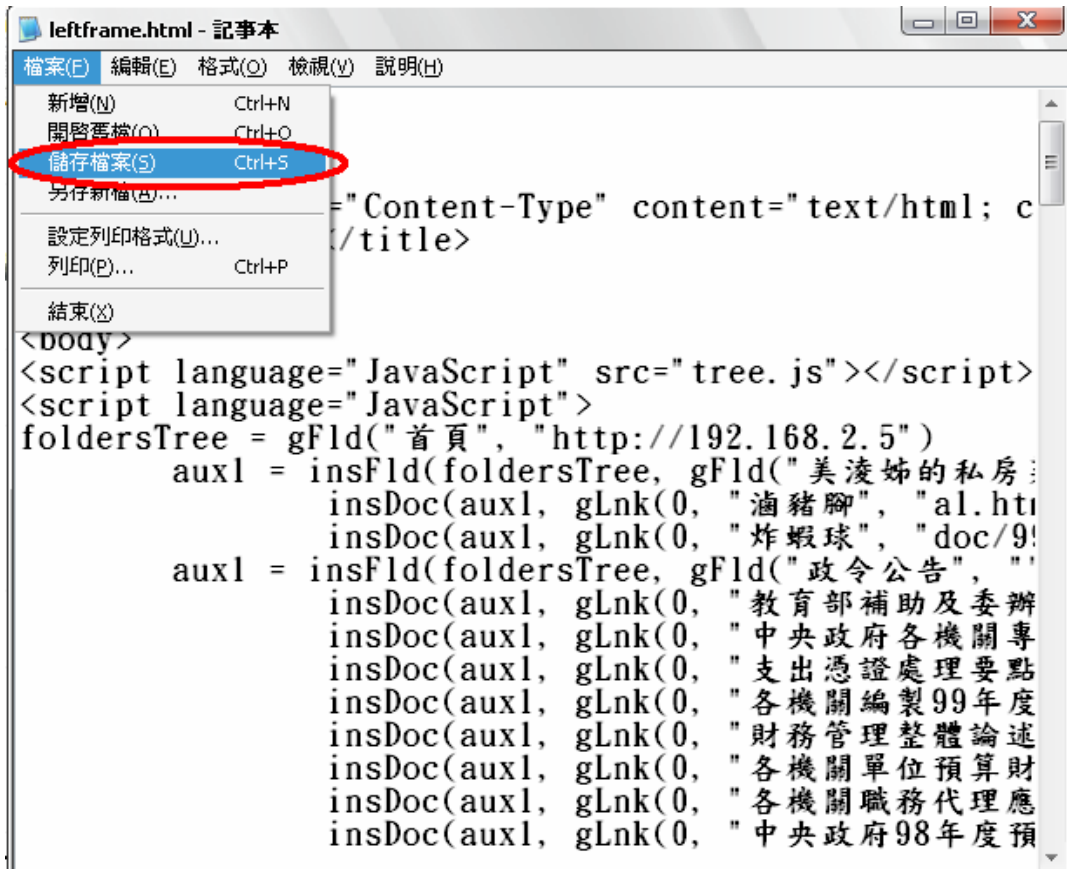 leftframe.html - 記事本
檔案(F) 編輯(E) 格式(O) 檢視(V) 說明(H)
新增(N) Ctrl+N
開啓舊檔(O)... Ctrl+O
儲存檔案(S) Ctrl+S
另存新檔(A)...
設定列印格式(U)...
列印(P)... Ctrl+P
結束(X)
="Content-Type" content="text/html; c
/title>
<body>
<script language="JavaScript" src="tree.js"></script>
<script language="JavaScript">
foldersTree = gFld("首頁", "http://192.168.2.5")
aux1 = insFld(foldersTree, gFld("美淩姊的私房
insDoc(aux1, gLnk(0, "滷豬腳", "a1.ht
insDoc(aux1, gLnk(0, "炸蝦球", "doc/99
aux1 = insFld(foldersTree, gFld("政令公告", "
insDoc(aux1, gLnk(0, "教育部補助及委辦
insDoc(aux1, gLnk(0, "中央政府各機關專
insDoc(aux1, gLnk(0, "支出憑證處理要點
insDoc(aux1, gLnk(0, "各機關編製99年度
insDoc(aux1, gLnk(0, "財務管理整體論述
insDoc(aux1, gLnk(0, "各機關單位預算財
insDoc(aux1, gLnk(0, "各機關職務代理應
insDoc(aux1, gLnk(0, "中央政府98年度預